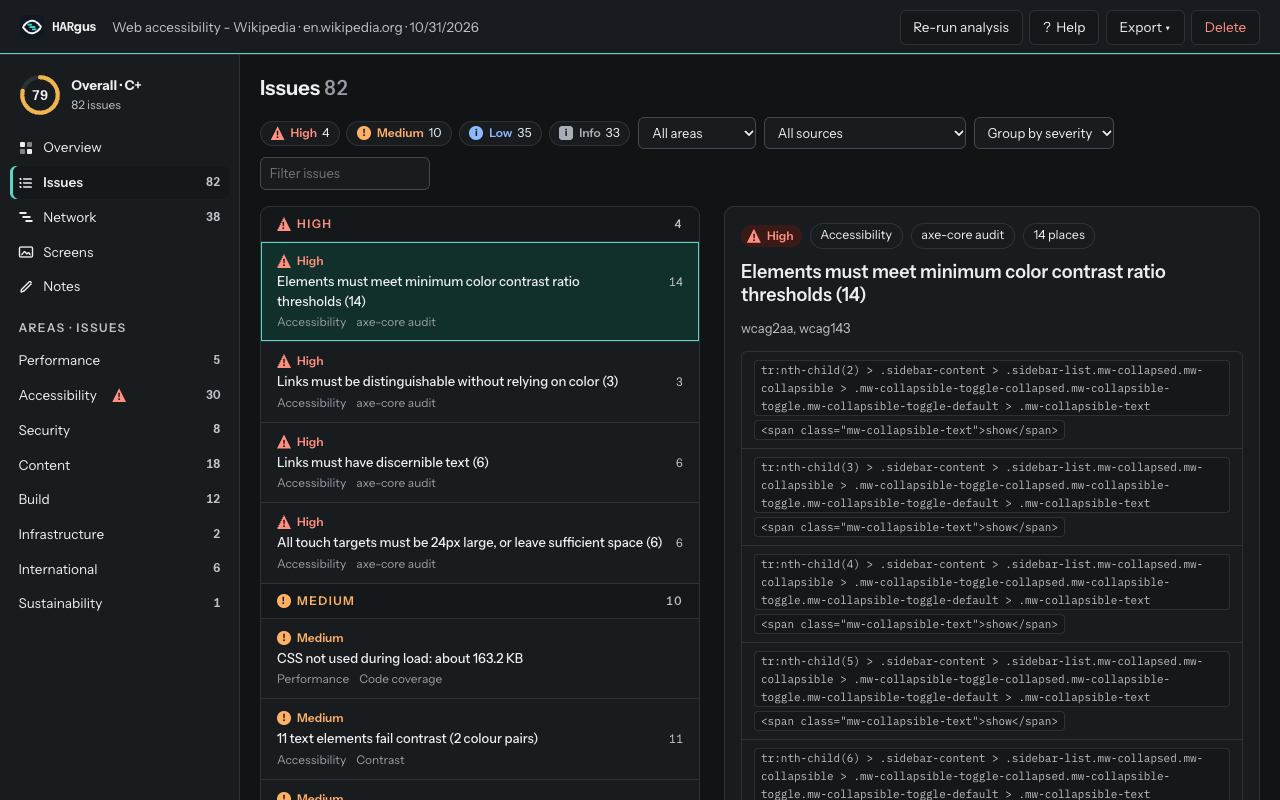 HARgus
Web accessibility - Wikipedia · en.wikipedia.org · 10/31/2026
Re-run analysis
? Help
Export ▾
Delete
79
Overall · C+
82 issues
Overview
Issues 82
Network 38
Screens
Notes
AREAS · ISSUES
Performance 5
Accessibility 30
Security 8
Content 18
Build 12
Infrastructure 2
International 6
Sustainability 1
Issues 82
High 4
Medium 10
Low 35
Info 33
All areas
All sources
Group by severity
Filter issues
HIGH 4
High
Elements must meet minimum color contrast ratio 14
thresholds (14)
Accessibility axe-core audit
High
Links must be distinguishable without relying on color (3) 3
Accessibility axe-core audit
High
Links must have discernible text (6) 6
Accessibility axe-core audit
High
All touch targets must be 24px large, or leave sufficient space (6) 6
Accessibility axe-core audit
MEDIUM 10
Medium
CSS not used during load: about 163.2 KB
Performance Code coverage
Medium
11 text elements fail contrast (2 colour pairs) 11
Accessibility Contrast
Medium
High
Accessibility
axe-core audit
14 places
Elements must meet minimum color contrast ratio
thresholds (14)
wcag2aa, wcag143
tr:nth-child(2) > .sidebar-content > .sidebar-list.mw-collapsed.mw-
collapsible > .mw-collapsible-toggle-collapsed.mw-collapsible-
toggle.mw-collapsible-toggle-default > .mw-collapsible-text
<span class="mw-collapsible-text">show</span>
tr:nth-child(3) > .sidebar-content > .sidebar-list.mw-collapsed.mw-
collapsible > .mw-collapsible-toggle-collapsed.mw-collapsible-
toggle.mw-collapsible-toggle-default > .mw-collapsible-text
<span class="mw-collapsible-text">show</span>
tr:nth-child(4) > .sidebar-content > .sidebar-list.mw-collapsed.mw-
collapsible > .mw-collapsible-toggle-collapsed.mw-collapsible-
toggle.mw-collapsible-toggle-default > .mw-collapsible-text
<span class="mw-collapsible-text">show</span>
tr:nth-child(5) > .sidebar-content > .sidebar-list.mw-collapsed.mw-
collapsible > .mw-collapsible-toggle-collapsed.mw-collapsible-
toggle.mw-collapsible-toggle-default > .mw-collapsible-text
<span class="mw-collapsible-text">show</span>
tr:nth-child(6) > .sidebar-content > .sidebar-list.mw-collapsed.mw-
collapsible > .mw-collapsible-toggle-collapsed.mw-collapsible-
toggle.mw-collapsible-toggle-default > .mw-collapsible-text